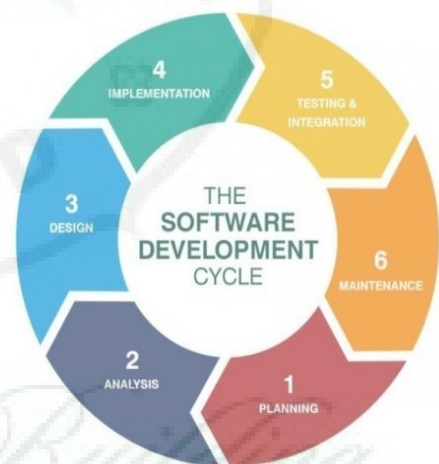 THE
SOFTWARE
DEVELOPMENT
CYCLE
1
PLANNING
2
ANALYSIS
3
DESIGN
4
IMPLEMENTATION
5
TESTING &
INTEGRATION
6
MAINTENANCE